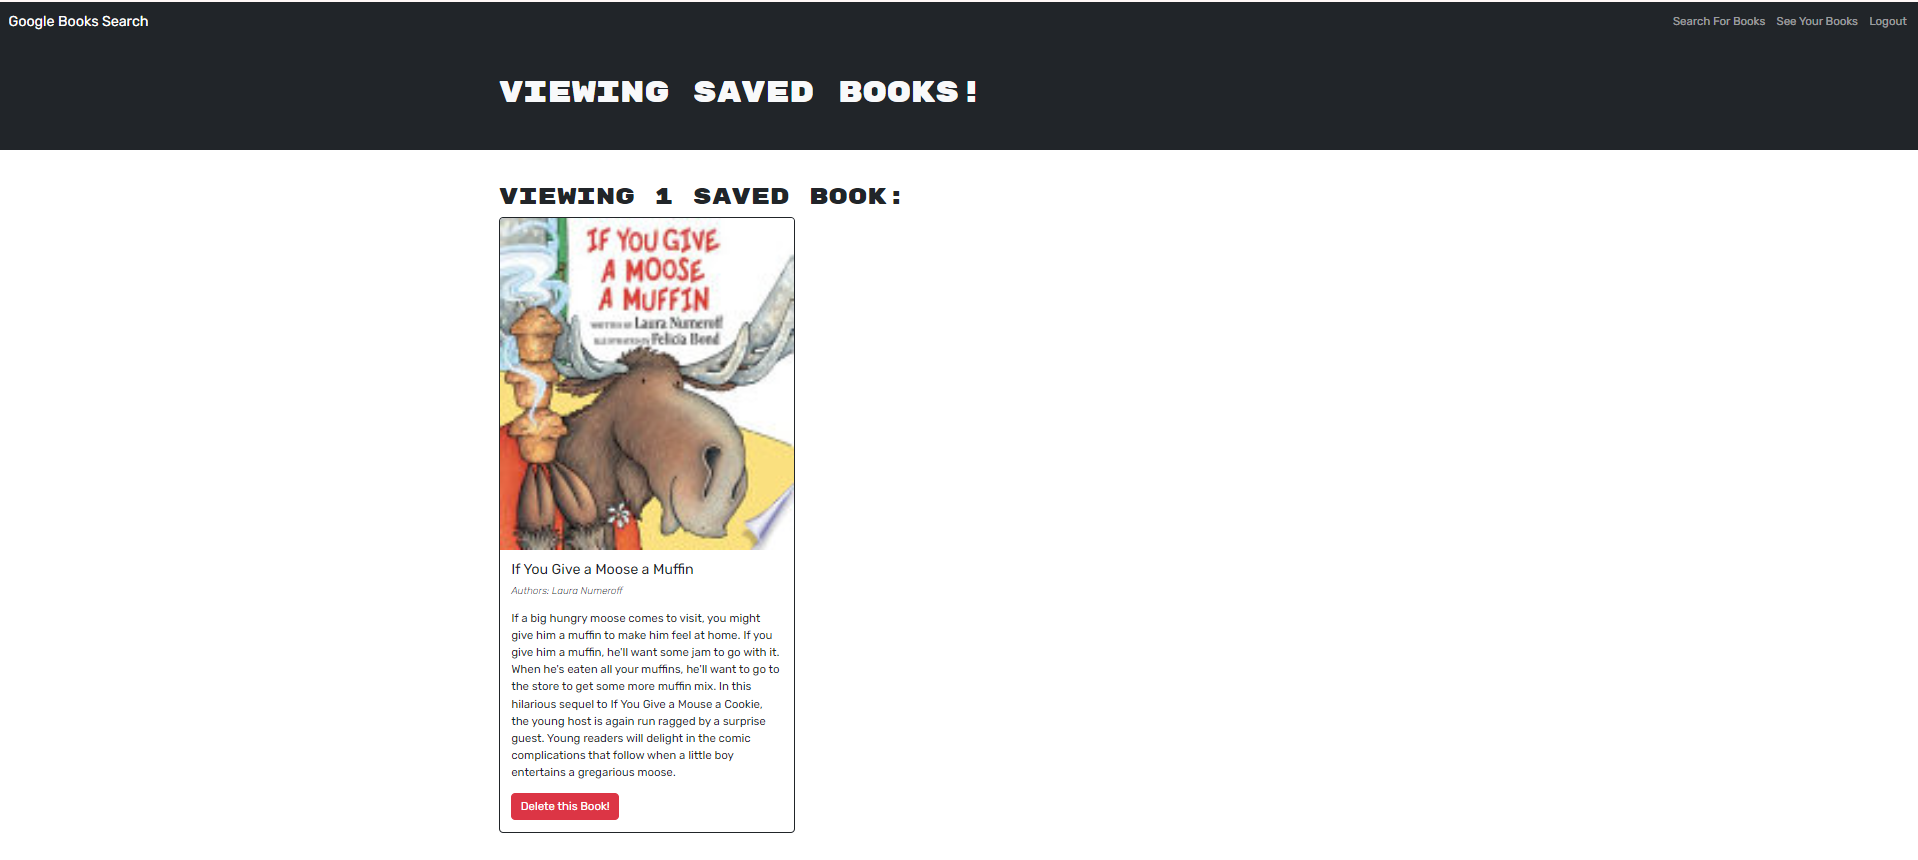 Google Books Search
Search For Books See Your Books Logout
VIEWING SAVED BOOKS!
VIEWING 1 SAVED BOOK:
IF YOU GIVE
A MOOSE
A MUFFIN
WRITTEN BY Laura Numeroff
ILLUSTRATED BY Felicia Bond
If You Give a Moose a Muffin
Authors: Laura Numeroff
If a big hungry moose comes to visit, you might
give him a muffin to make him feel at home. If you
give him a muffin, he'll want some jam to go with it.
When he's eaten all your muffins, he'll want to go to
the store to get some more muffin mix. In this
hilarious sequel to If You Give a Mouse a Cookie,
the young host is again run ragged by a surprise
guest. Young readers will delight in the comic
complications that follow when a little boy
entertains a gregarious moose.
Delete this Book!